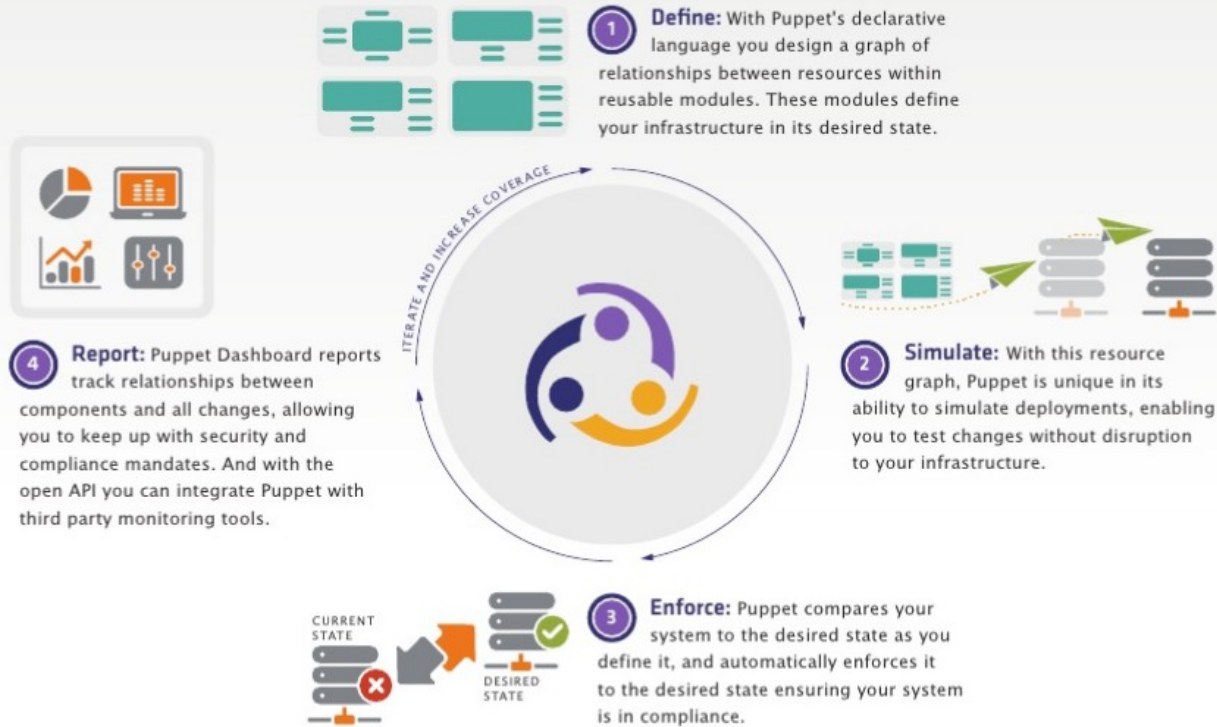 1
Define: With Puppet's declarative
language you design a graph of
relationships between resources within
reusable modules. These modules define
your infrastructure in its desired state.
ITERATE AND INCREASE COVERAGE
2
Simulate: With this resource
graph, Puppet is unique in its
ability to simulate deployments, enabling
you to test changes without disruption
to your infrastructure.
3
Enforce: Puppet compares your
system to the desired state as you
define it, and automatically enforces it
to the desired state ensuring your system
is in compliance.
CURRENT
STATE
DESIRED
STATE
4
Report: Puppet Dashboard reports
track relationships between
components and all changes, allowing
you to keep up with security and
compliance mandates. And with the
open API you can integrate Puppet with
third party monitoring tools.